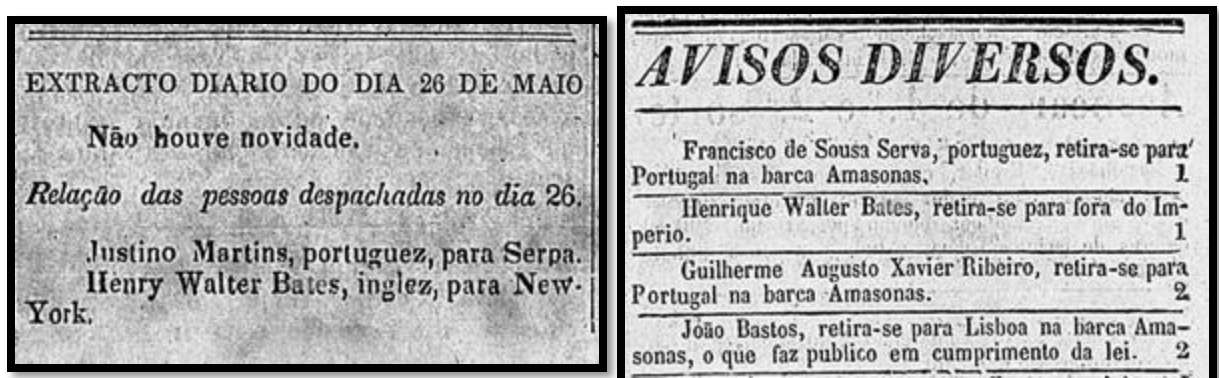 EXTRACTO DIARIO DO DIA 26 DE MAIO
Não houve novidade.
Relação das pessoas despachadas no dia 26.
Justino Martins, portuguez, para Serpa.
Henry Walter Bates, inglez, para New-
York.
AVISOS DIVERSOS.
Francisco de Sousa Serva, portuguez, retira-se para
Portugal na barca Amasonas. 1
Henrique Walter Bates, retira-se para fora do Im-
perio. 1
Guilherme Augusto Xavier Ribeiro, retira-se para
Portugal na barca Amasonas. 2
João Bastos, retira-se para Lisboa na barca Ama-
sonas, o que faz publico em cumprimento da lei. 2